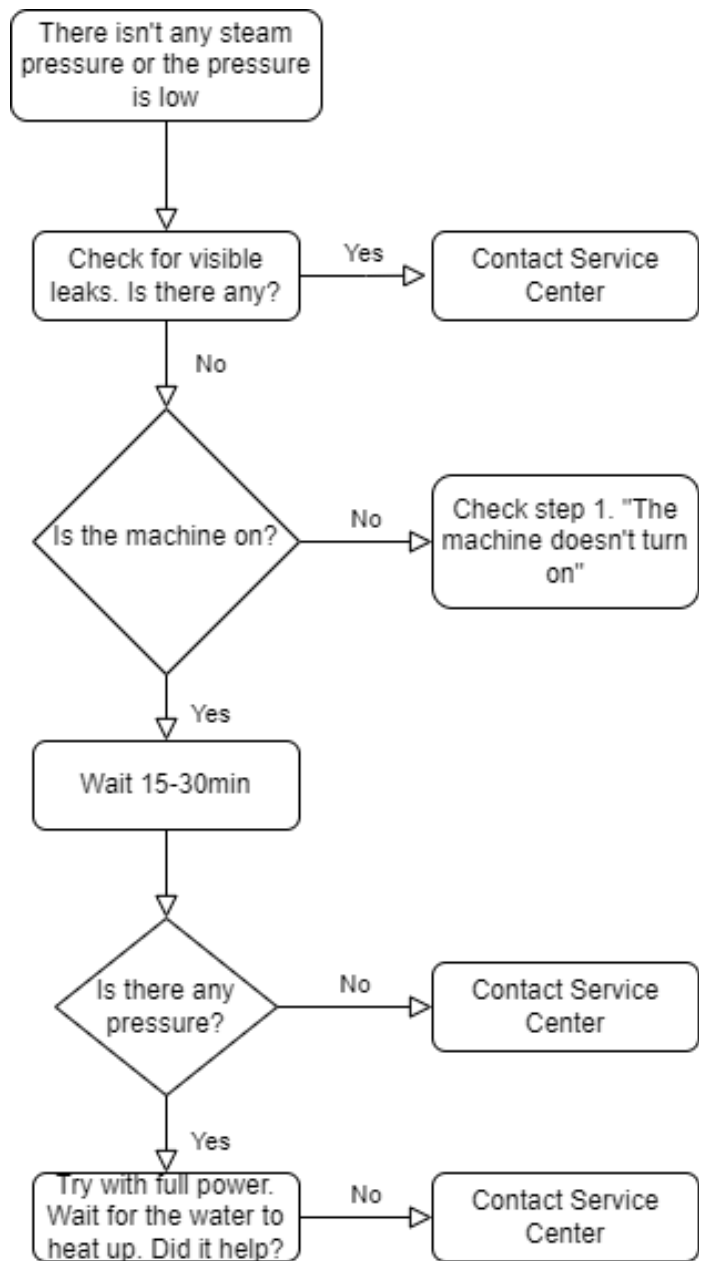 There isn't any steam
pressure or the pressure
is low
Check for visible
leaks. Is there any?
Yes
Contact Service
Center
No
Is the machine on?
No
Check step 1. "The
machine doesn't turn
on"
Yes
Wait 15-30min
Is there any
pressure?
No
Contact Service
Center
Yes
Try with full power.
Wait for the water to
heat up. Did it help?
No
Contact Service
Center